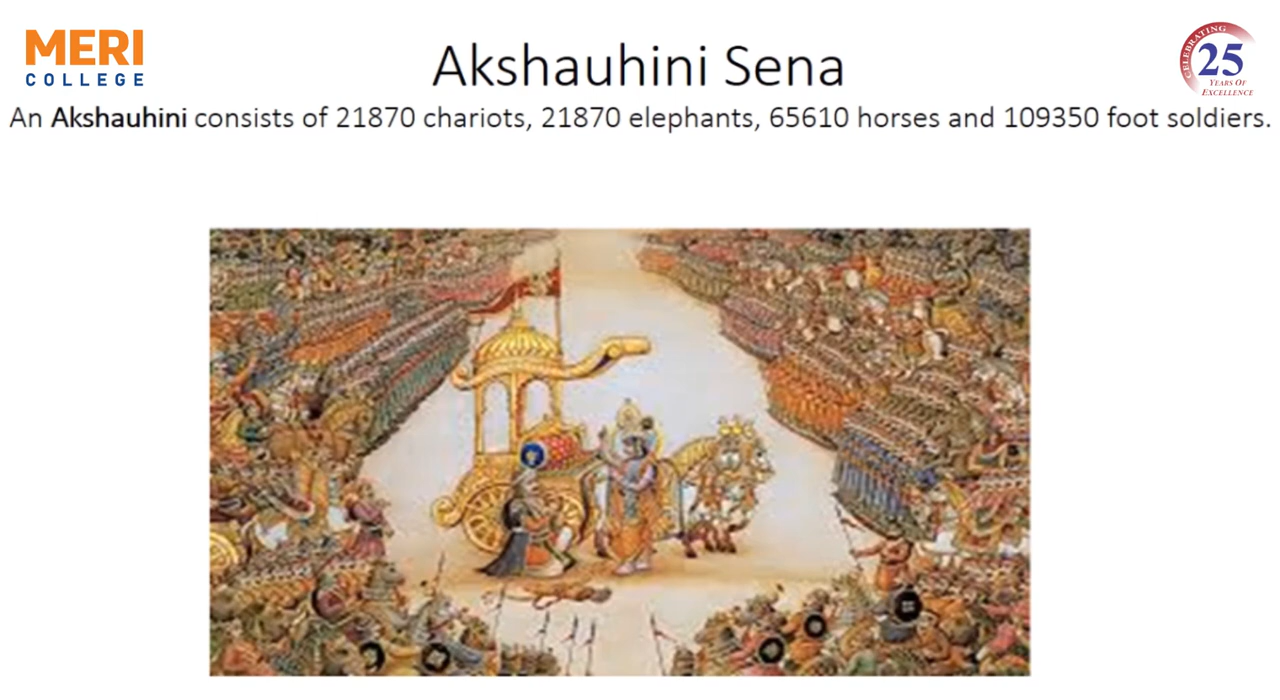 MERI
COLLEGE
Akshauhini Sena
CELEBRATING
25
YEARS OF
EXCELLENCE
An Akshauhini consists of 21870 chariots, 21870 elephants, 65610 horses and 109350 foot soldiers.